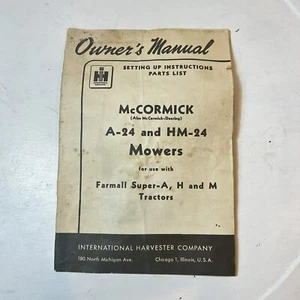 Owner's Manual
IH
SETTING UP INSTRUCTIONS
PARTS LIST
McCORMICK
(Also McCormick-Deering)
A-24 and HM-24
Mowers
for use with
Farmall Super-A, H and M
Tractors
INTERNATIONAL HARVESTER COMPANY
180 North Michigan Ave. Chicago 1, Illinois, U.S.A.